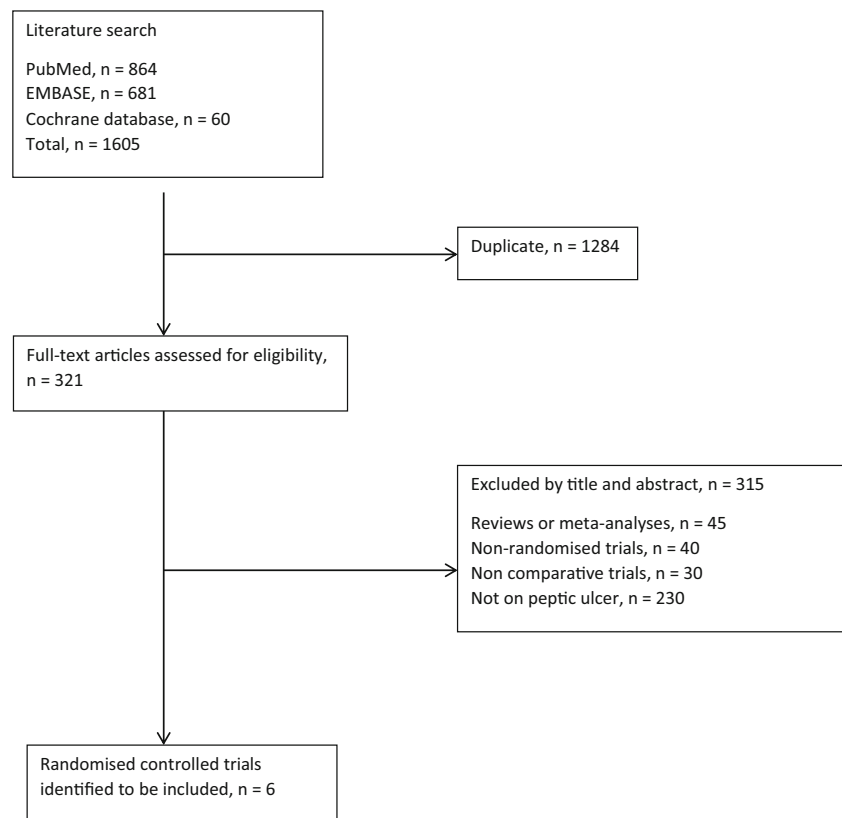 Literature search
PubMed, n = 864
EMBASE, n = 681
Cochrane database, n = 60
Total, n = 1605
Duplicate, n = 1284
Full-text articles assessed for eligibility,
n = 321
Excluded by title and abstract, n = 315
Reviews or meta-analyses, n = 45
Non-randomised trials, n = 40
Non comparative trials, n = 30
Not on peptic ulcer, n = 230
Randomised controlled trials
identified to be included, n = 6